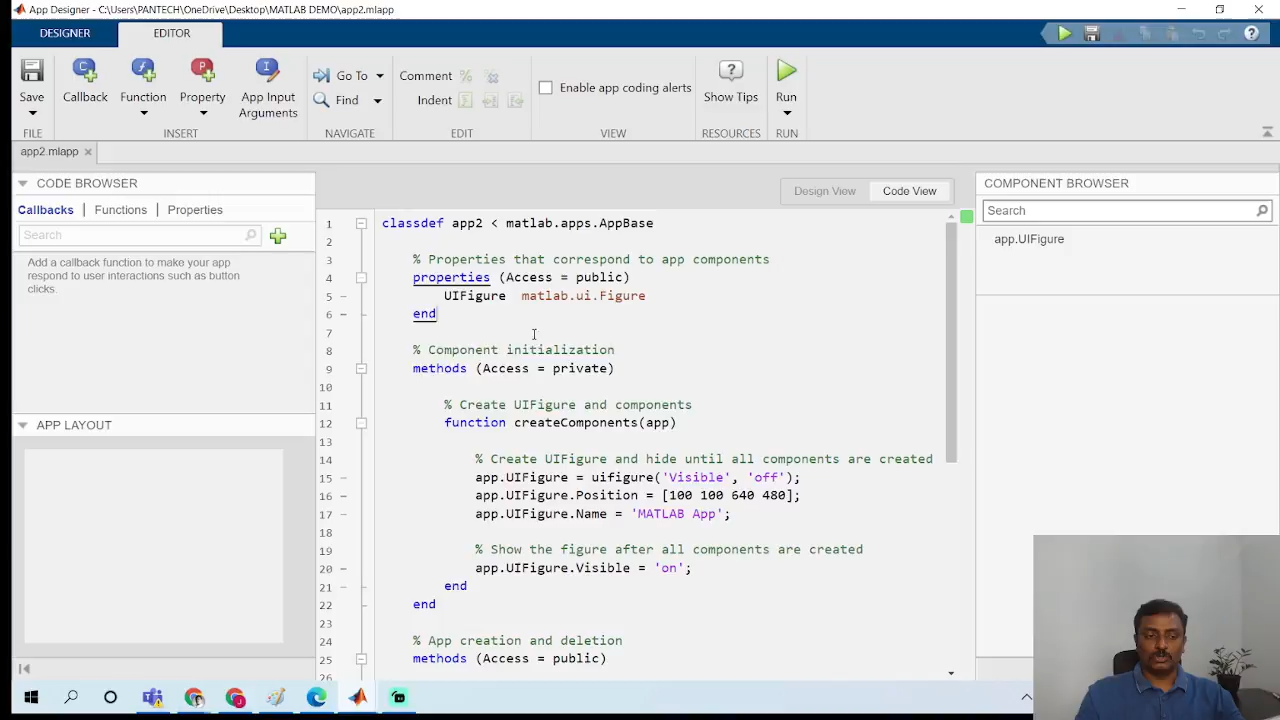 App Designer - C:\Users\PANTECH\OneDrive\Desktop\MATLAB DEMO\app2.mlapp
DESIGNER
EDITOR
Save
Callback
Function
Property
App Input
Arguments
Go To
Find
Comment
Indent
Enable app coding alerts
Show Tips
Run
FILE
INSERT
NAVIGATE
EDIT
VIEW
RESOURCES
RUN
app2.mlapp
CODE BROWSER
Callbacks | Functions | Properties
Search
Add a callback function to make your app
respond to user interactions such as button
clicks.
APP LAYOUT
Design View
Code View
1 classdef app2 < matlab.apps.AppBase
2
3 % Properties that correspond to app components
4 properties (Access = public)
5 UIFigure matlab.ui.Figure
6 end
7
8 % Component initialization
9 methods (Access = private)
10
11 % Create UIFigure and components
12 function createComponents(app)
13
14 % Create UIFigure and hide until all components are created
15 app.UIFigure = uifigure('Visible', 'off');
16 app.UIFigure.Position = [100 100 640 480];
17 app.UIFigure.Name = 'MATLAB App';
18
19 % Show the figure after all components are created
20 app.UIFigure.Visible = 'on';
21 end
22 end
23
24 % App creation and deletion
25 methods (Access = public)
26
COMPONENT BROWSER
Search
app.UIFigure